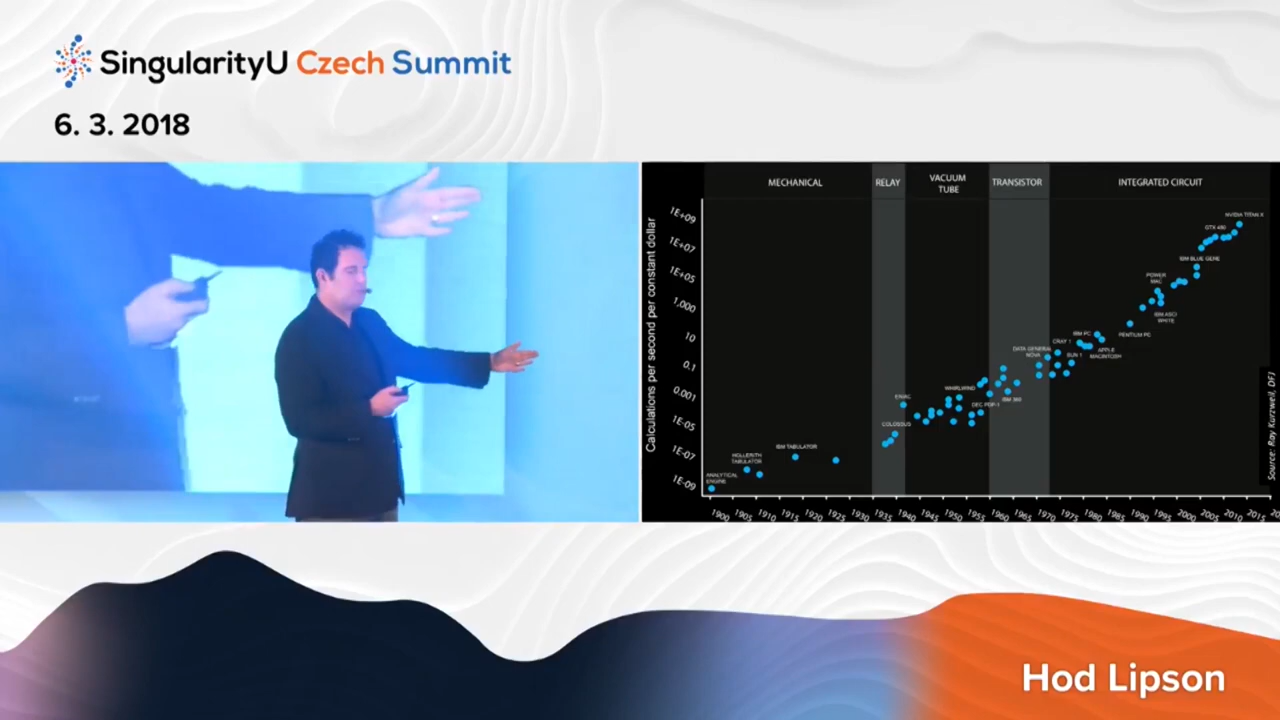 SingularityU Czech Summit
6. 3. 2018
MECHANICAL
RELAY
VACUUM
TUBE
TRANSISTOR
INTEGRATED CIRCUIT
Calculations per second per constant dollar
1E+09
1E+07
1E+05
1,000
10
0.1
0.001
1E-05
1E-07
1E-09
NVIDIA TITAN X
GTX 480
IBM BLUE GENE
POWER
MAC
IBM ASCI
WHITE
PENTIUM PC
IBM PC
CRAY 1
APPLE
MACINTOSH
DATA GENERAL
NOVA
SUN 1
WHIRLWIND
IBM 360
DEC PDP-1
ENIAC
COLOSSUS
IBM TABULATOR
HOLLERITH
TABULATOR
ANALYTICAL
ENGINE
1900 1905 1910 1915 1920 1925 1930 1935 1940 1945 1950 1955 1960 1965 1970 1975 1980 1985 1990 1995 2000 2005 2010 2015
Source: Ray Kurzweil, DFJ
Hod Lipson